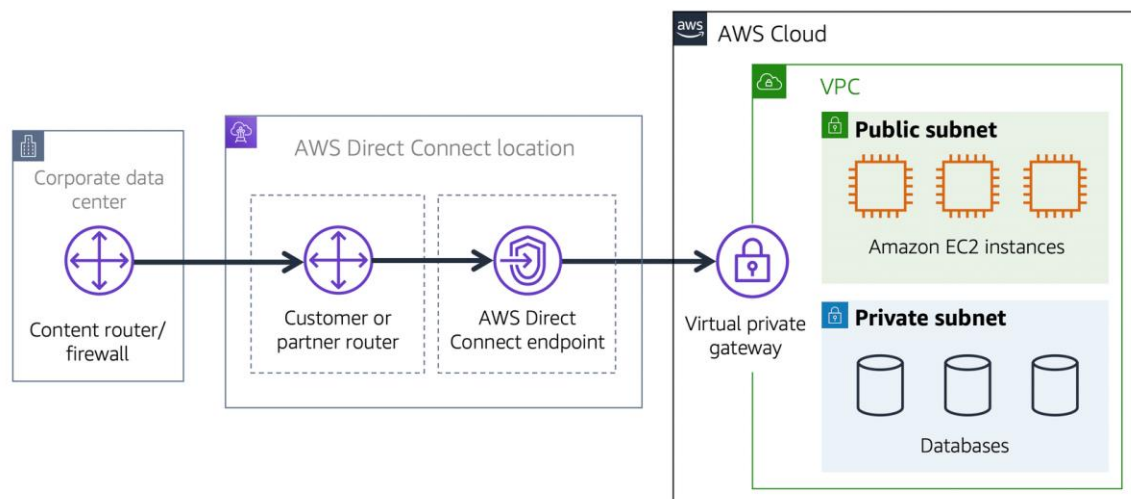 aws
AWS Cloud
VPC
Public subnet
Amazon EC2 instances
AWS Direct Connect location
Corporate data
center
Content router/
firewall
Customer or
partner router
AWS Direct
Connect endpoint
Virtual private
gateway
Private subnet
Databases